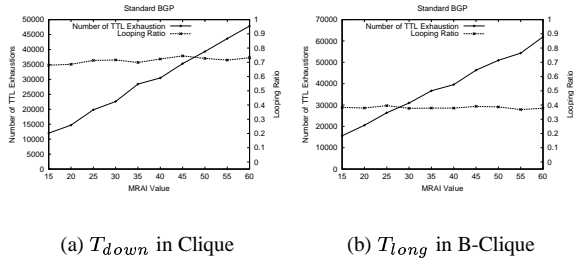 Standard BGP
Number of TTL Exhaustion
Looping Ratio
50000
45000
40000
35000
30000
25000
20000
15000
10000
5000
0
Number of TTL Exhaustions
1
0.9
0.8
0.7
0.6
0.5
0.4
0.3
0.2
0.1
0
Looping Ratio
15 20 25 30 35 40 45 50 55 60
MRAI Value
(a) T_down in Clique
Standard BGP
Number of TTL Exhaustion
Looping Ratio
70000
60000
50000
40000
30000
20000
10000
0
Number of TTL Exhaustions
1
0.9
0.8
0.7
0.6
0.5
0.4
0.3
0.2
0.1
0
Looping Ratio
15 20 25 30 35 40 45 50 55 60
MRAI Value
(b) T_long in B-Clique